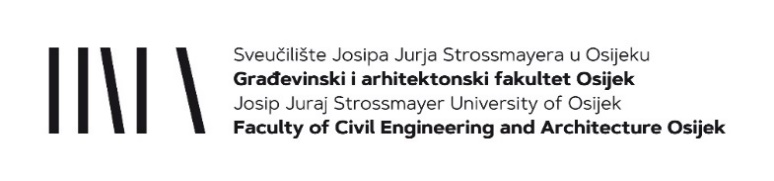 Sveučilište Josipa Jurja Strossmayera u Osijeku
Građevinski i arhitektonski fakultet Osijek
Josip Juraj Strossmayer University of Osijek
Faculty of Civil Engineering and Architecture Osijek